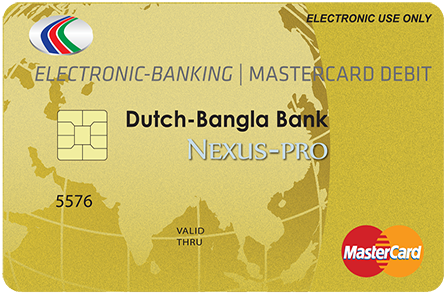 ELECTRONIC USE ONLY
ELECTRONIC-BANKING | MASTERCARD DEBIT
Dutch-Bangla Bank
NEXUS-PRO
5576
VALID
THRU
MasterCard